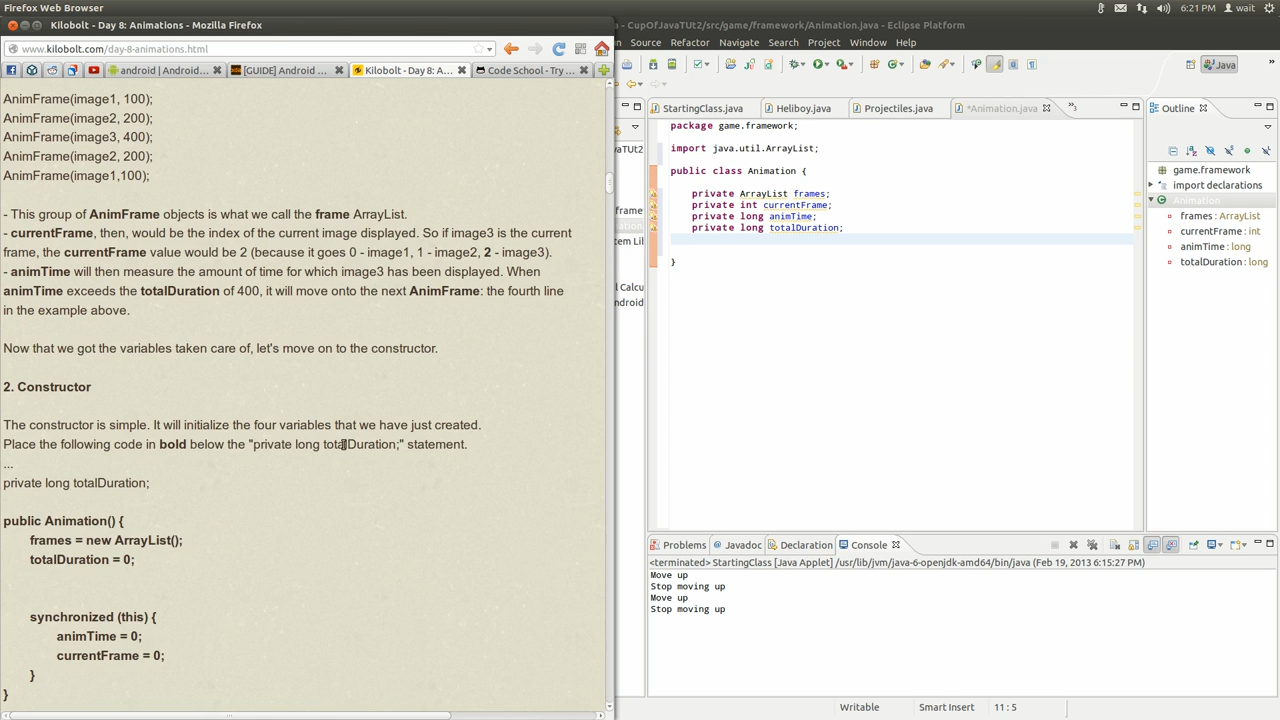 Firefox Web Browser
6:21 PM
wait
Kilobolt - Day 8: Animations - Mozilla Firefox
www.kilobolt.com/day-8-animations.html
android | Android...
[GUIDE] Android ...
Kilobolt - Day 8: A...
Code School - Try ...
AnimFrame(image1, 100);
AnimFrame(image2, 200);
AnimFrame(image3, 400);
AnimFrame(image2, 200);
AnimFrame(image1,100);
- This group of AnimFrame objects is what we call the frame ArrayList.
- currentFrame, then, would be the index of the current image displayed. So if image3 is the current
frame, the currentFrame value would be 2 (because it goes 0 - image1, 1 - image2, 2 - image3).
- animTime will then measure the amount of time for which image3 has been displayed. When
animTime exceeds the totalDuration of 400, it will move onto the next AnimFrame: the fourth line
in the example above.
Now that we got the variables taken care of, let's move on to the constructor.
2. Constructor
The constructor is simple. It will initialize the four variables that we have just created.
Place the following code in bold below the "private long totalDuration;" statement.
...
private long totalDuration;
public Animation() {
frames = new ArrayList();
totalDuration = 0;
synchronized (this) {
animTime = 0;
currentFrame = 0;
}
}
- CupOfJavaTUt2/src/game/framework/Animation.java - Eclipse Platform
Source Refactor Navigate Search Project Window Help
Java
StartingClass.java
Heliboy.java
Projectiles.java
*Animation.java
»3
package game.framework;
import java.util.ArrayList;
public class Animation {
private ArrayList frames;
private int currentFrame;
private long animTime;
private long totalDuration;
}
Outline
game.framework
import declarations
Animation
frames : ArrayList
currentFrame : int
animTime : long
totalDuration : long
Problems
Javadoc
Declaration
Console
<terminated> StartingClass [Java Applet] /usr/lib/jvm/java-6-openjdk-amd64/bin/java (Feb 19, 2013 6:15:27 PM)
Move up
Stop moving up
Move up
Stop moving up
Writable
Smart Insert
11 : 5